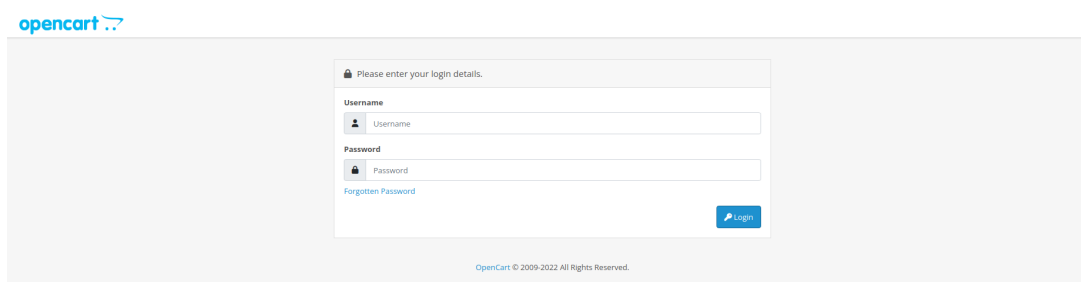 opencart
Please enter your login details.
Username
Username
Password
Password
Forgotten Password
Login
OpenCart © 2009-2022 All Rights Reserved.